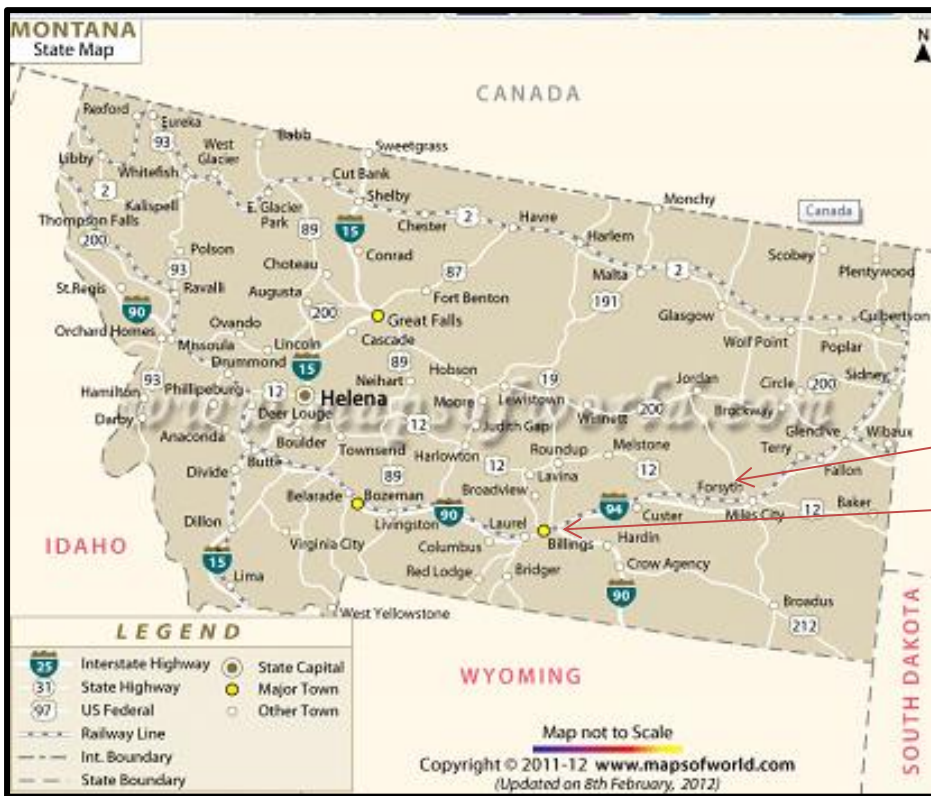 MONTANA
State Map
N
CANADA
Rexford
Eureka
93
Babb
Sweetgrass
West
Glacier
Libby
Whitefish
Cut Bank
2
Shelby
Monchy
Kalispell
E. Glacier
Park
Canada
Thompson Falls
89
15
Chester
2
Havre
Harlem
200
Polson
Conrad
Scobey
Plentywood
93
Choteau
87
Malta
2
St.Regis
Ravalli
Augusta
Fort Benton
191
90
200
Great Falls
Glasgow
Culbertson
Orchard Homes
Ovando
Wolf Point
Poplar
Missoula
Lincoln
Cascade
Drummond
15
89
Hobson
19
Jordan
Circle
200
Sidney
Hamilton
93
Phillipeburg
12
Neihart
Helena
Moore
Lewistown
Darby
Deer Louge
Winnett
200
Brockway
www.mapsofworld.com
Anaconda
Boulder
12
Judith Gap
Glendive
Wibaux
Townsend
Harlowton
Roundup
Melstone
Terry
Divide
Butte
89
12
Lavina
12
Fallon
Belarade
Bozeman
Broadview
Forsyth
Baker
Livingston
90
Laurel
94
Custer
Miles City
12
Dillon
Virginia City
Columbus
Billings
Hardin
IDAHO
15
Red Lodge
Bridger
Crow Agency
Lima
90
Broadus
West Yellowstone
212
LEGEND
25
Interstate Highway
State Capital
31
State Highway
Major Town
97
US Federal
Other Town
Railway Line
Int. Boundary
State Boundary
WYOMING
SOUTH DAKOTA
Map not to Scale
Copyright © 2011-12 www.mapsofworld.com
(Updated on 8th February, 2012)